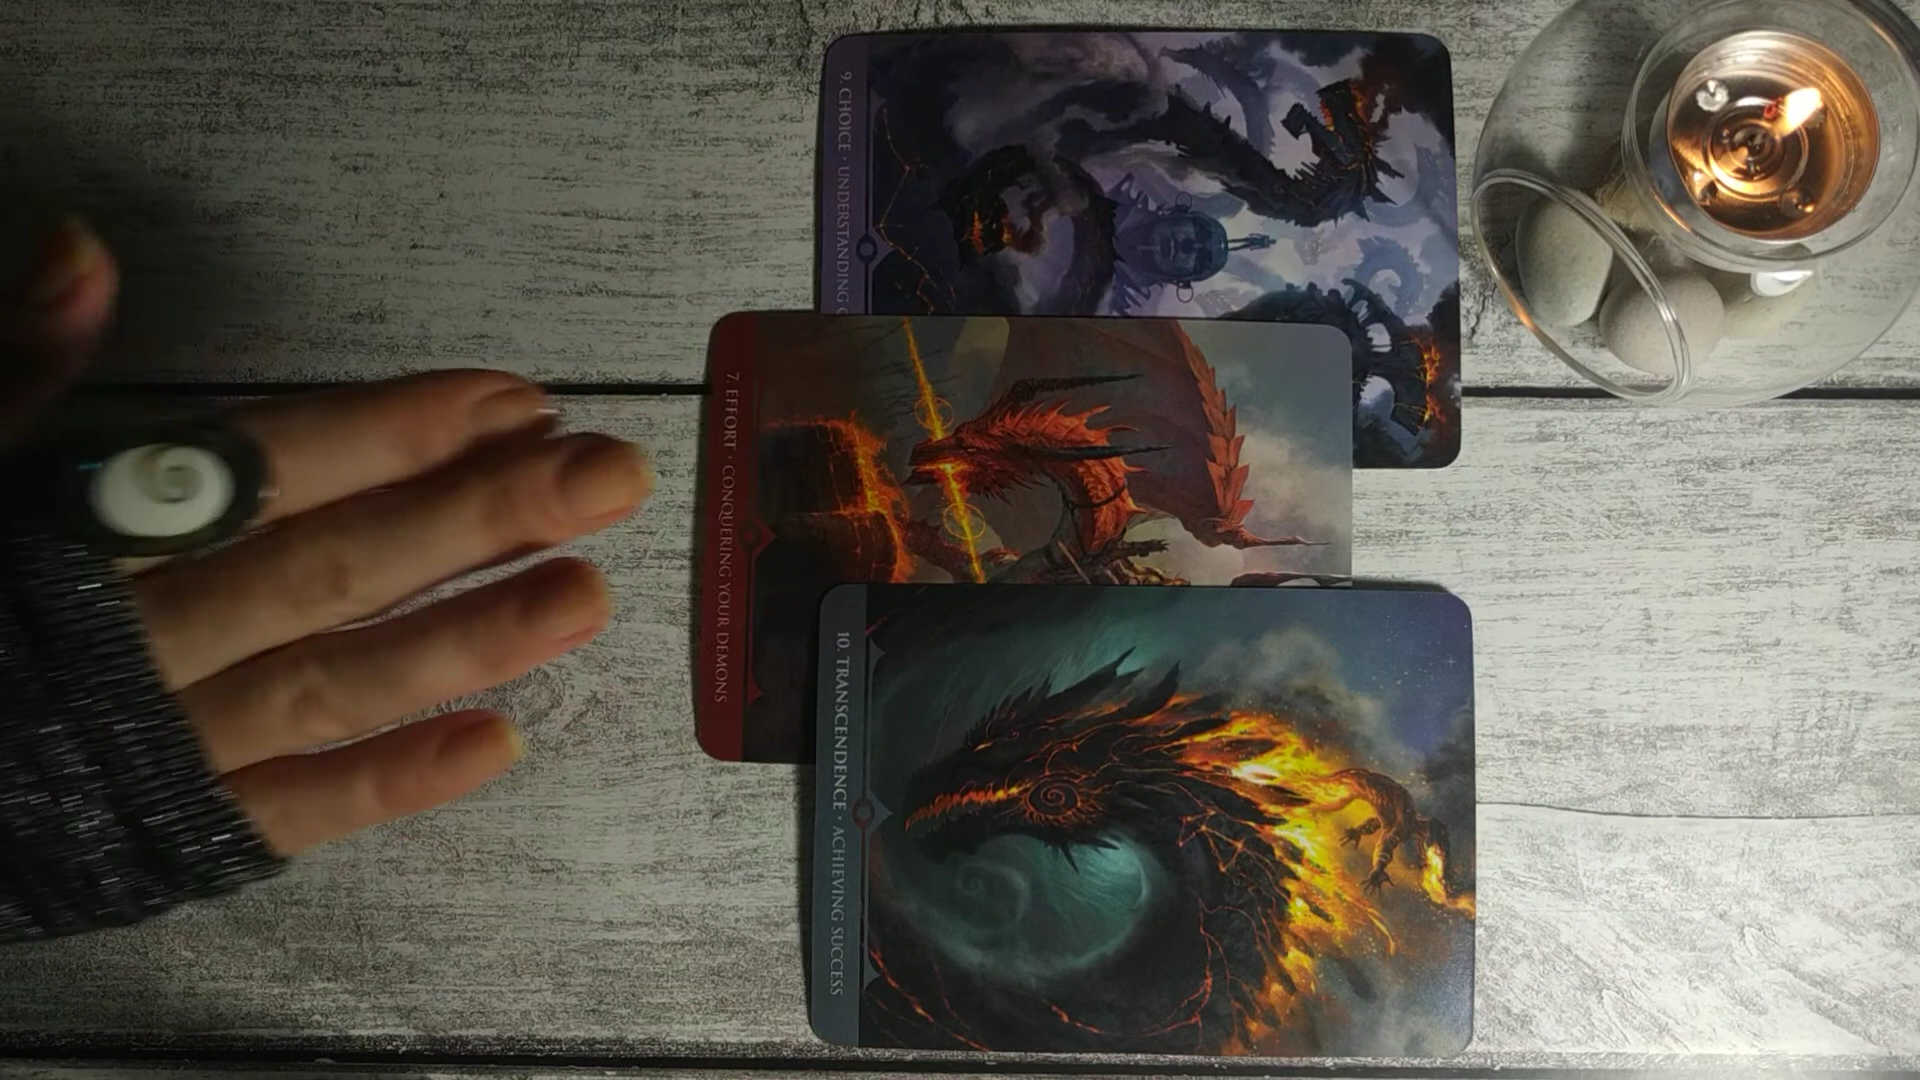 9. CHOICE · UNDERSTANDING
7. EFFORT · CONQUERING YOUR DEMONS
10. TRANSCENDENCE · ACHIEVING SUCCESS